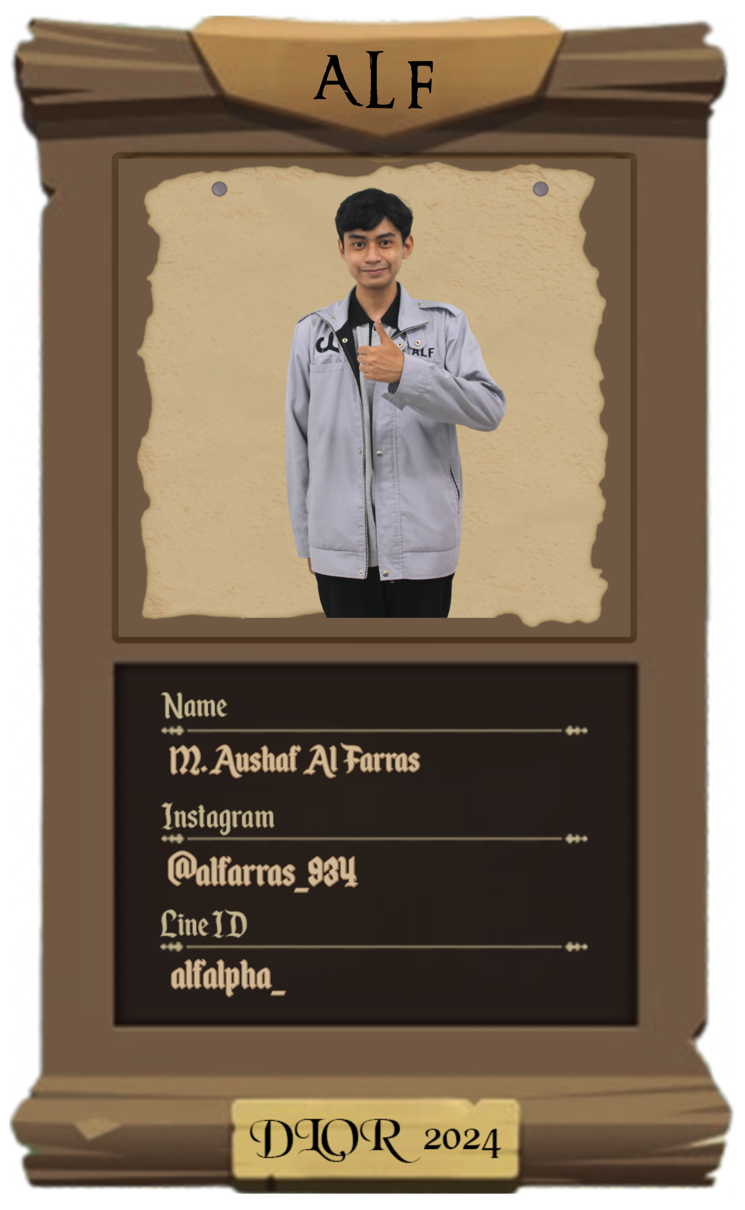 ALF
ALF
Name
M. Aushaf Al Farras
Instagram
@alfarras_934
Line ID
alfalpha_
DLOR 2024